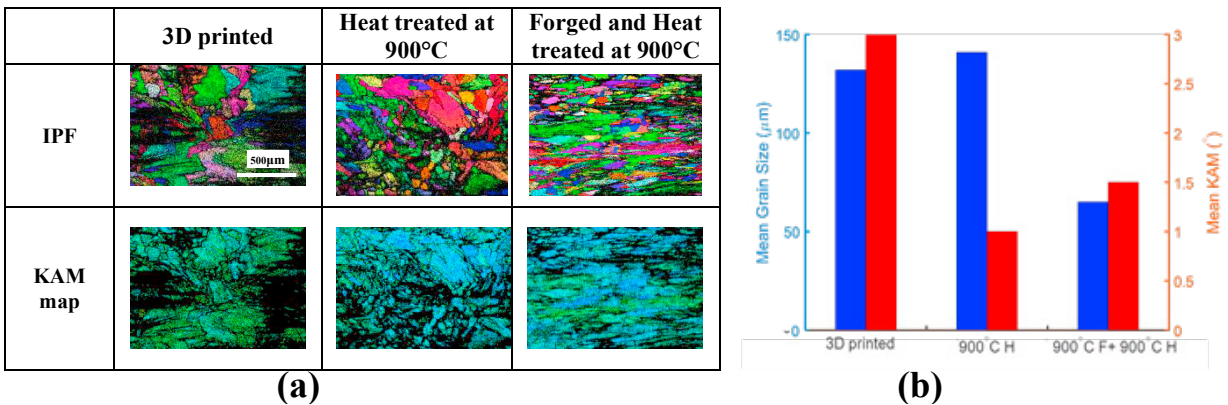 3D printed
Heat treated at
900°C
Forged and Heat
treated at 900°C
IPF
500µm
KAM
map
(a)
Mean Grain Size (µm)
150
100
50
0
3D printed
900°C H
900°C F+ 900°C H
3
2.5
2
1.5
1
0.5
0
Mean KAM (°)
(b)